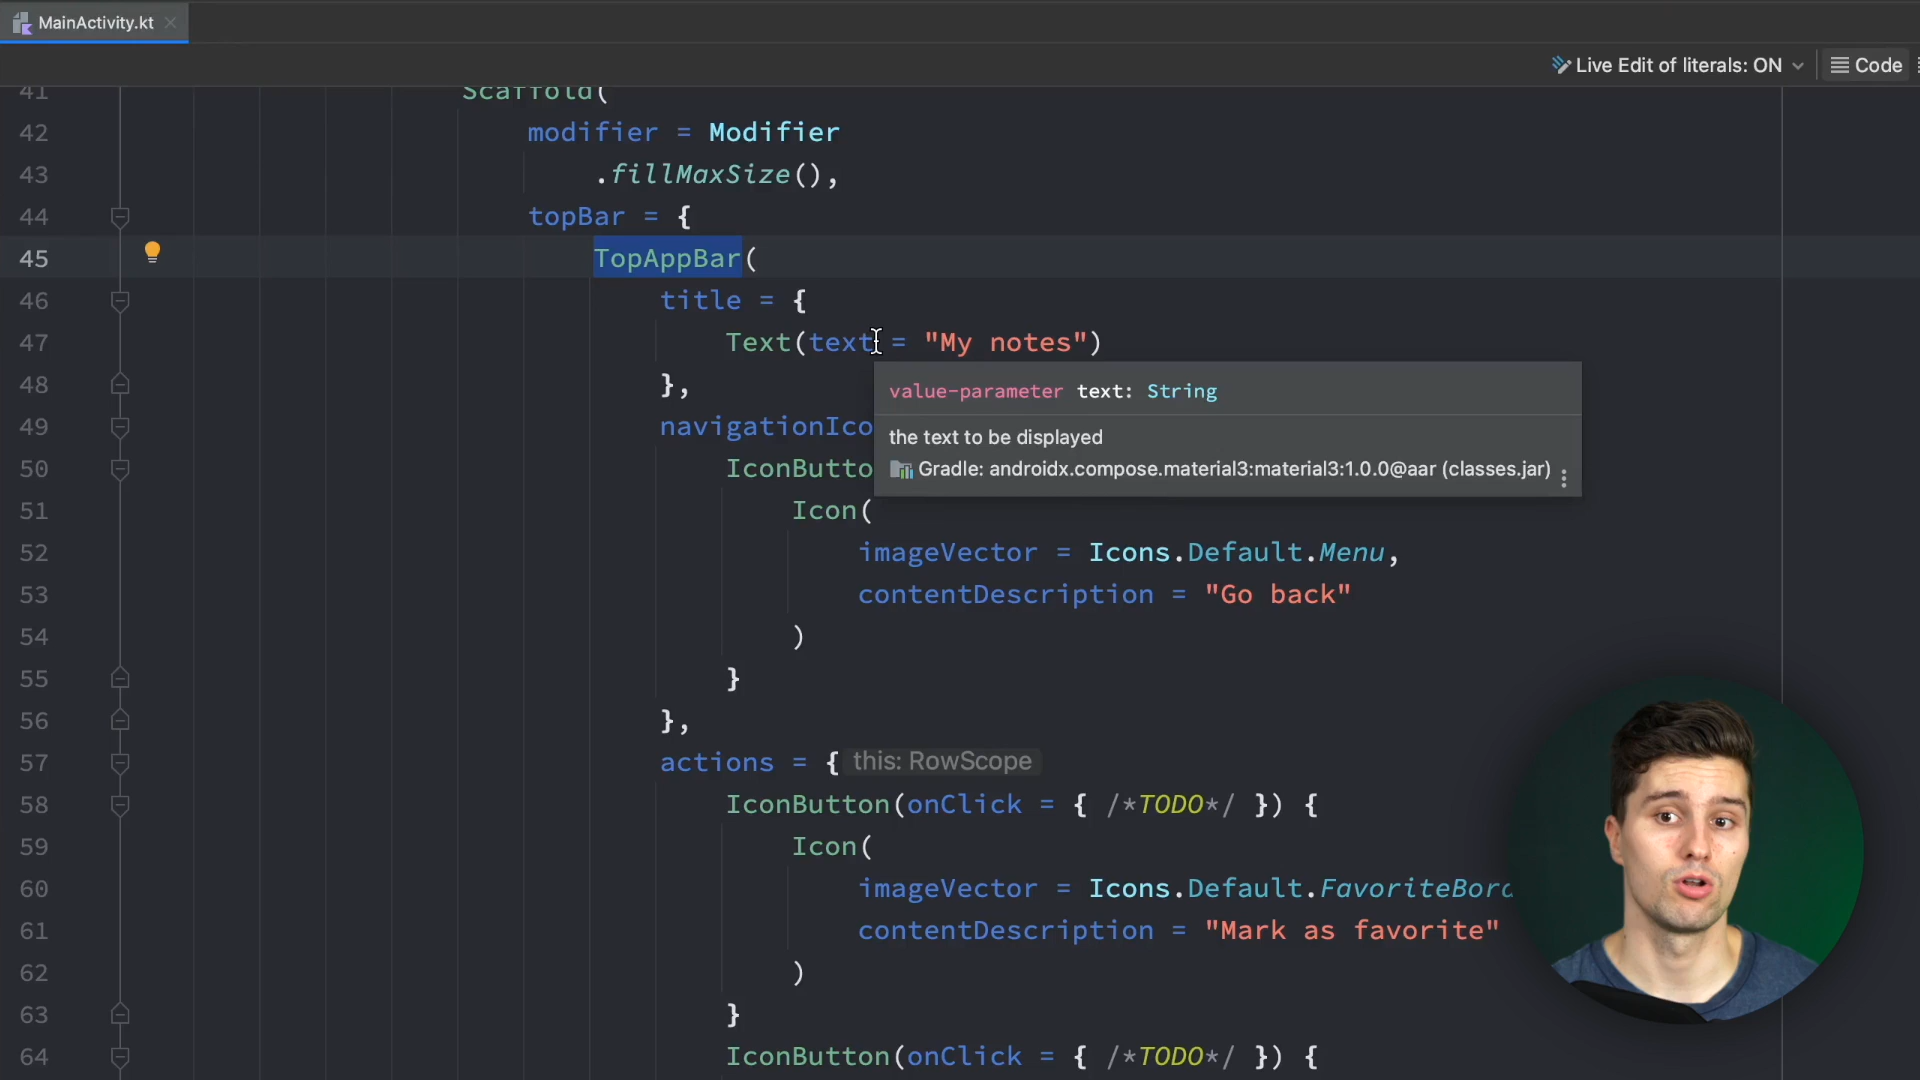 MainActivity.kt
Live Edit of literals: ON
Code
41 Scaffold(
42 modifier = Modifier
43 .fillMaxSize(),
44 topBar = {
45 TopAppBar(
46 title = {
47 Text(text = "My notes")
value-parameter text: String
48 },
the text to be displayed
49 navigationIco
50 IconButto
Gradle: androidx.compose.material3:material3:1.0.0@aar (classes.jar)
51 Icon(
52 imageVector = Icons.Default.Menu,
53 contentDescription = "Go back"
54 )
55 }
56 },
57 actions = { this: RowScope
58 IconButton(onClick = { /*TODO*/ }) {
59 Icon(
60 imageVector = Icons.Default.FavoriteBord
61 contentDescription = "Mark as favorite"
62 )
63 }
64 IconButton(onClick = { /*TODO*/ }) {